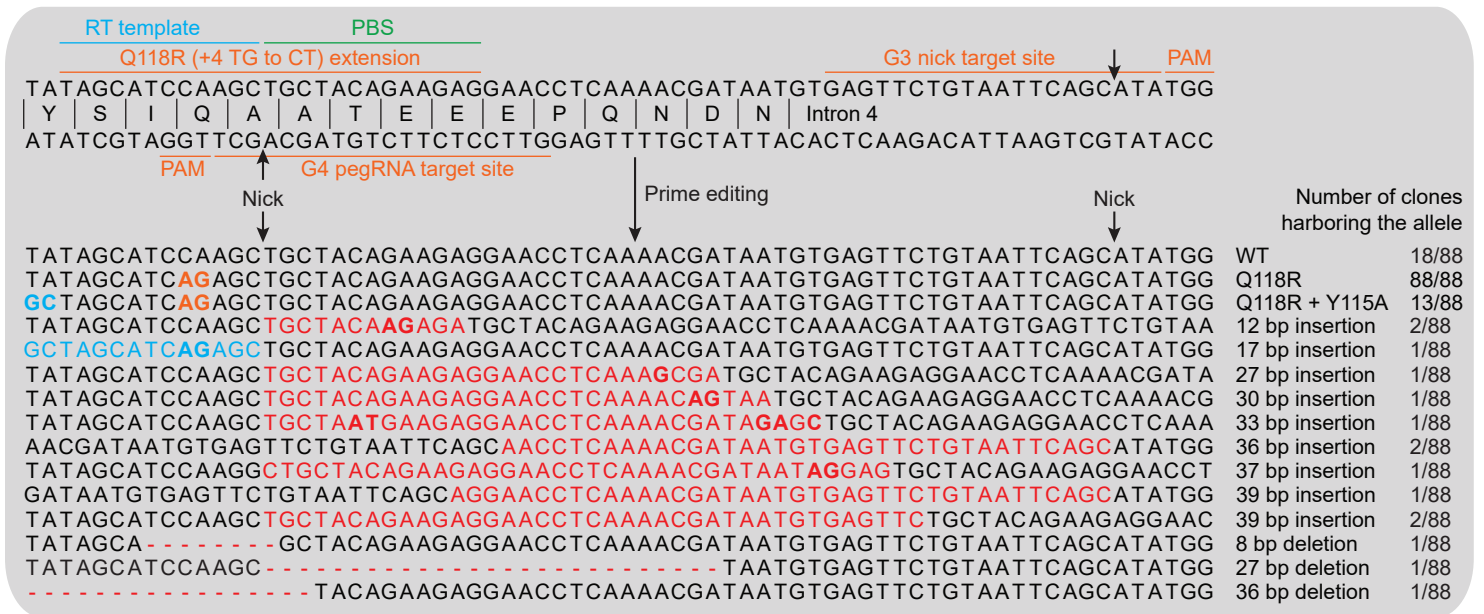 RT template PBS
Q118R (+4 TG to CT) extension G3 nick target site PAM
TATAGCATCCAAGCTGCTACAGAAGAGGAACCTCAAAACGATAATGTGAGTTCTGTAATTCAGCATATGG
Y S I Q A A T E E E P Q N D N Intron 4
ATATCGTAGGTTCGACGATGTCTTCTCCTTGGAGTTTTGCTATTACACTCAAGACATTAAGTCGTATACC
PAM G4 pegRNA target site
Nick Prime editing Nick Number of clones
harboring the allele
TATAGCATCCAAGCTGCTACAGAAGAGGAACCTCAAAACGATAATGTGAGTTCTGTAATTCAGCATATGG WT 18/88
TATAGCATCAGAGCTGCTACAGAAGAGGAACCTCAAAACGATAATGTGAGTTCTGTAATTCAGCATATGG Q118R 88/88
GCTAGCATCAGAGCTGCTACAGAAGAGGAACCTCAAAACGATAATGTGAGTTCTGTAATTCAGCATATGG Q118R + Y115A 13/88
TATAGCATCCAAGCTGCTACAAGAGATGCTACAGAAGAGGAACCTCAAAACGATAATGTGAGTTCTGTAA 12 bp insertion 2/88
GCTAGCATCAGAGCTGCTACAGAAGAGGAACCTCAAAACGATAATGTGAGTTCTGTAATTCAGCATATGG 17 bp insertion 1/88
TATAGCATCCAAGCTGCTACAGAAGAGGAACCTCAAAGCGATGCTACAGAAGAGGAACCTCAAAACGATA 27 bp insertion 1/88
TATAGCATCCAAGCTGCTACAGAAGAGGAACCTCAAAACAGTAATGCTACAGAAGAGGAACCTCAAAACG 30 bp insertion 1/88
TATAGCATCCAAGCTGCTAATGAAGAGGAACCTCAAAACGATAGAGCTGCTACAGAAGAGGAACCTCAAA 33 bp insertion 1/88
AACGATAATGTGAGTTCTGTAATTCAGCAACCTCAAAACGATAATGTGAGTTCTGTAATTCAGCATATGG 36 bp insertion 2/88
TATAGCATCCAAGGCTGCTACAGAAGAGGAACCTCAAAACGATAATAGGAGTGCTACAGAAGAGGAACCT 37 bp insertion 1/88
GATAATGTGAGTTCTGTAATTCAGCAGGAACCTCAAAACGATAATGTGAGTTCTGTAATTCAGCATATGG 39 bp insertion 1/88
TATAGCATCCAAGCTGCTACAGAAGAGGAACCTCAAAACGATAATGTGAGTTCTGCTACAGAAGAGGAAC 39 bp insertion 2/88
TATAGCA--------GCTACAGAAGAGGAACCTCAAAACGATAATGTGAGTTCTGTAATTCAGCATATGG 8 bp deletion 1/88
TATAGCATCCAAGC---------------------------TAATGTGAGTTCTGTAATTCAGCATATGG 27 bp deletion 1/88
-----------------TACAGAAGAGGAACCTCAAAACGATAATGTGAGTTCTGTAATTCAGCATATGG 36 bp deletion 1/88